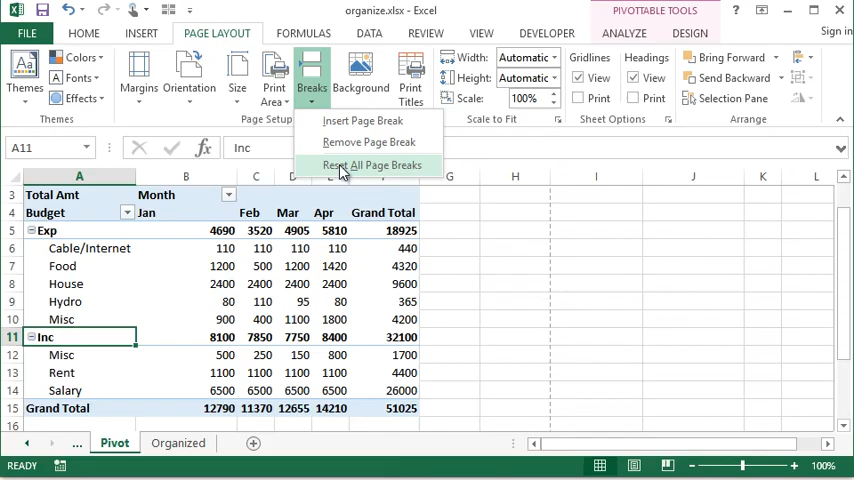 organize.xlsx - Excel
PIVOTTABLE TOOLS
FILE HOME INSERT PAGE LAYOUT FORMULAS DATA REVIEW VIEW DEVELOPER ANALYZE DESIGN Sign in
Themes
Colors
Fonts
Effects
Themes
Margins Orientation Size Print Area Breaks Background Print Titles
Page Setup
Width: Automatic
Height: Automatic
Scale: 100%
Scale to Fit
Gridlines Headings
View View
Print Print
Sheet Options
Bring Forward
Send Backward
Selection Pane
Arrange
Insert Page Break
Remove Page Break
Reset All Page Breaks
A11 fx Inc
A B C D E F G H I J K L
3 Total Amt Month
4 Budget Jan Feb Mar Apr Grand Total
5 Exp 4690 3520 4905 5810 18925
6 Cable/Internet 110 110 110 110 440
7 Food 1200 500 1200 1420 4320
8 House 2400 2400 2400 2400 9600
9 Hydro 80 110 95 80 365
10 Misc 900 400 1100 1800 4200
11 Inc 8100 7850 7750 8400 32100
12 Misc 500 250 150 800 1700
13 Rent 1100 1100 1100 1100 4400
14 Salary 6500 6500 6500 6500 26000
15 Grand Total 12790 11370 12655 14210 51025
16
... Pivot Organized
READY 100%